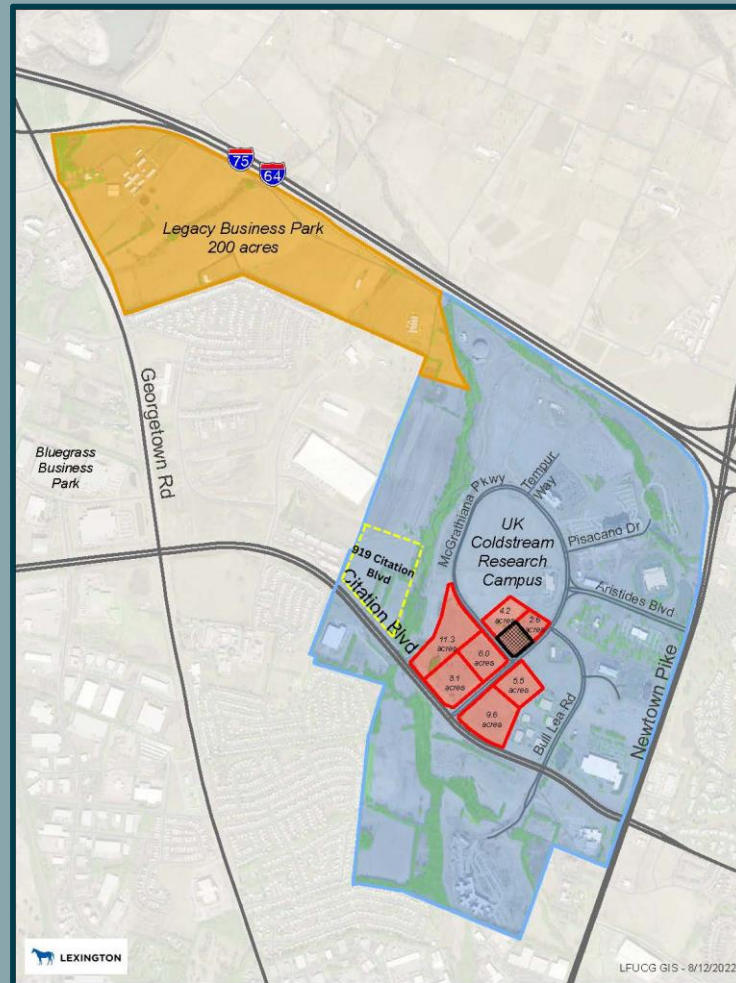 75
64
Legacy Business Park
200 acres
Georgetown Rd
Bluegrass
Business
Park
McGrathiana Pkwy
Tempur
Way
UK
Coldstream
Research
Campus
Pisacano Dr
Aristides Blvd
919 Citation
Blvd
Citation Blvd
4.2
acres
2.6
acres
11.3
acres
6.0
acres
8.1
acres
5.5
acres
9.6
acres
Bull Lea Rd
Newtown Pike
LEXINGTON
LFUCG GIS - 8/12/2022